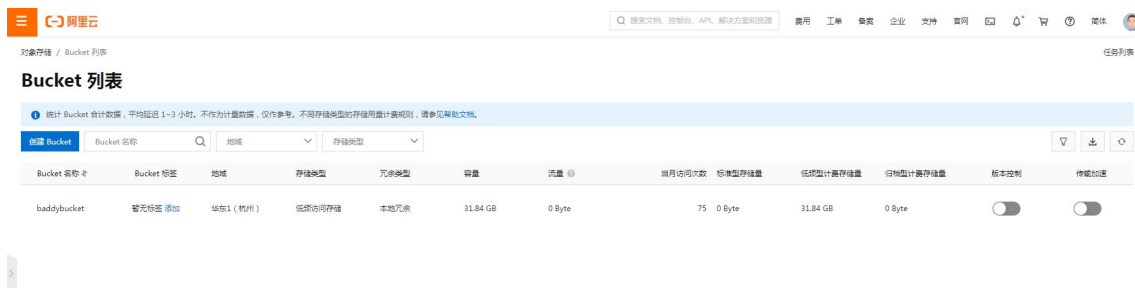 阿里云
搜索文档、控制台、API、解决方案和资源 费用 工单 备案 企业 支持 官网 简体
对象存储 / Bucket 列表 任务列表
Bucket 列表
统计 Bucket 合计数据，平均延迟 1-3 小时。不作为计量数据，仅作参考。不同存储类型的存储用量计费规则，请参见帮助文档。
创建 Bucket Bucket 名称 地域 存储类型
Bucket 名称 Bucket 标签 地域 存储类型 冗余类型 容量 流量 当月访问次数 标准型存储量 低频型计费存储量 归档型计费存储量 版本控制 传输加速
baddybucket 暂无标签 添加 华东1（杭州） 低频访问存储 本地冗余 31.84 GB 0 Byte 75 0 Byte 31.84 GB 0 Byte